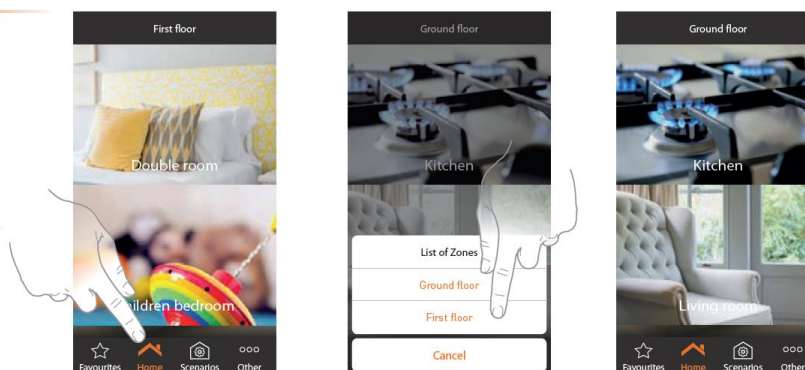 First floor
Double room
Children bedroom
Favourites Home Scenarios Other
Ground floor
Kitchen
List of Zones
Ground floor
First floor
Cancel
Ground floor
Kitchen
Living room
Favourites Home Scenarios Other